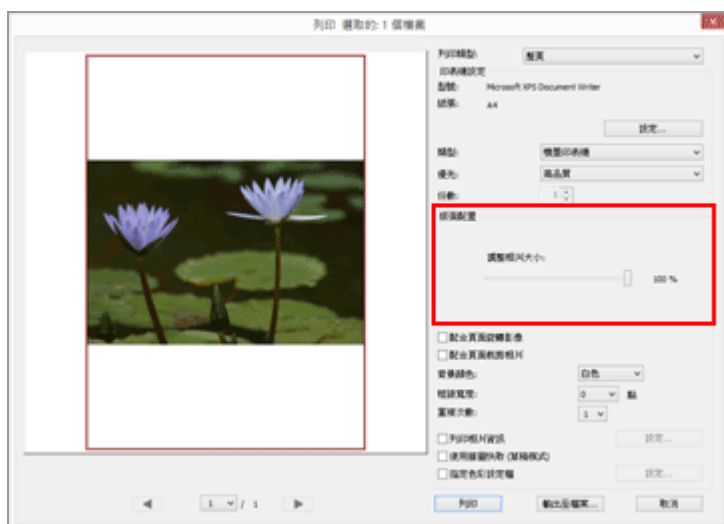 列印 選取的: 1 個檔案
列印類型: 整頁
印表機設定
型號: Microsoft XPS Document Writer
紙張: A4
設定...
類型: 噴墨印表機
優先: 高品質
份數: 1
版面配置
調整相片大小:
100 %
配合頁面旋轉影像
配合頁面裁剪相片
背景顏色: 白色
框線寬度: 0 點
重複次數: 1
列印相片資訊 設定...
使用描圖快取 (草稿模式)
指定色彩設定檔 設定...
1 / 1
列印 輸出至檔案... 取消